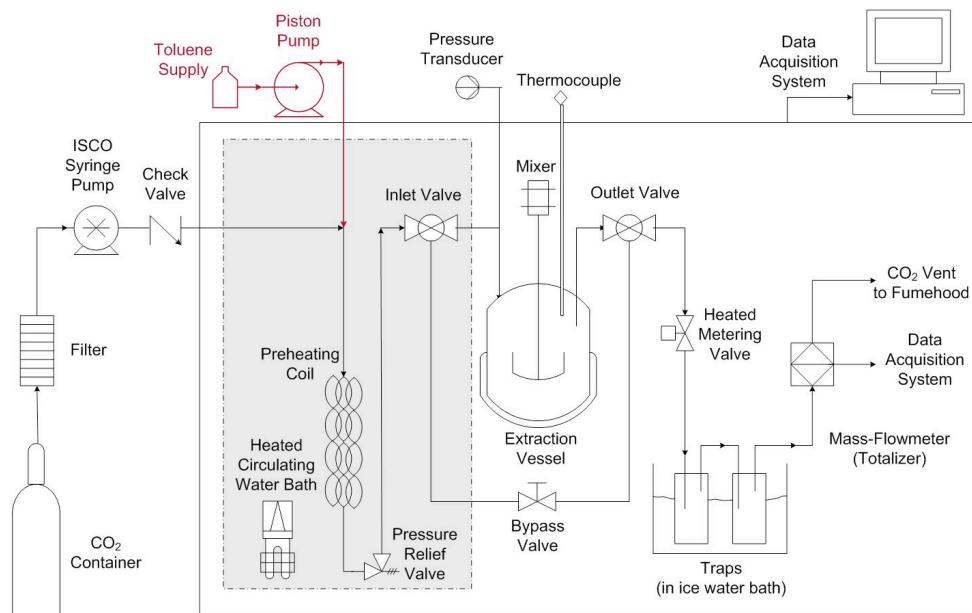 Piston
Pump
Toluene
Supply
Pressure
Transducer
Thermocouple
Data
Acquisition
System
ISCO
Syringe
Pump
Check
Valve
Inlet Valve
Mixer
Outlet Valve
CO₂ Vent
to Fumehood
Filter
Preheating
Coil
Heated
Metering
Valve
Data
Acquisition
System
Heated
Circulating
Water Bath
Extraction
Vessel
Mass-Flowmeter
(Totalizer)
CO₂
Container
Pressure
Relief
Valve
Bypass
Valve
Traps
(in ice water bath)